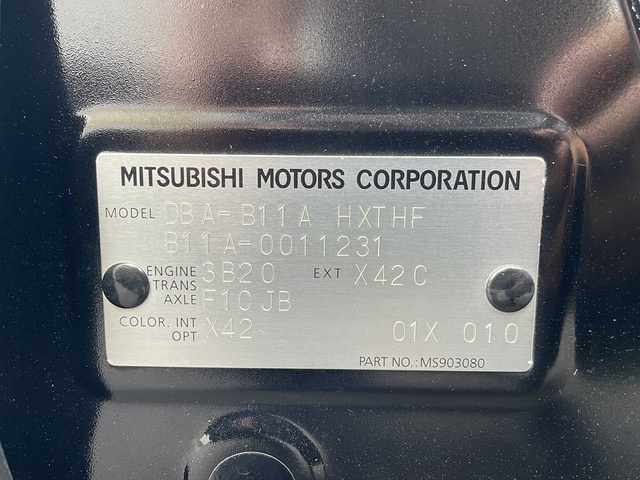 MITSUBISHI MOTORS CORPORATION
MODEL DBA-B11A HXTHF
B11A-0011231
ENGINE 3B20 EXT X42C
TRANS
AXLE F1CJB
COLOR. INT X42
OPT 01X 010
PART NO.: MS903080